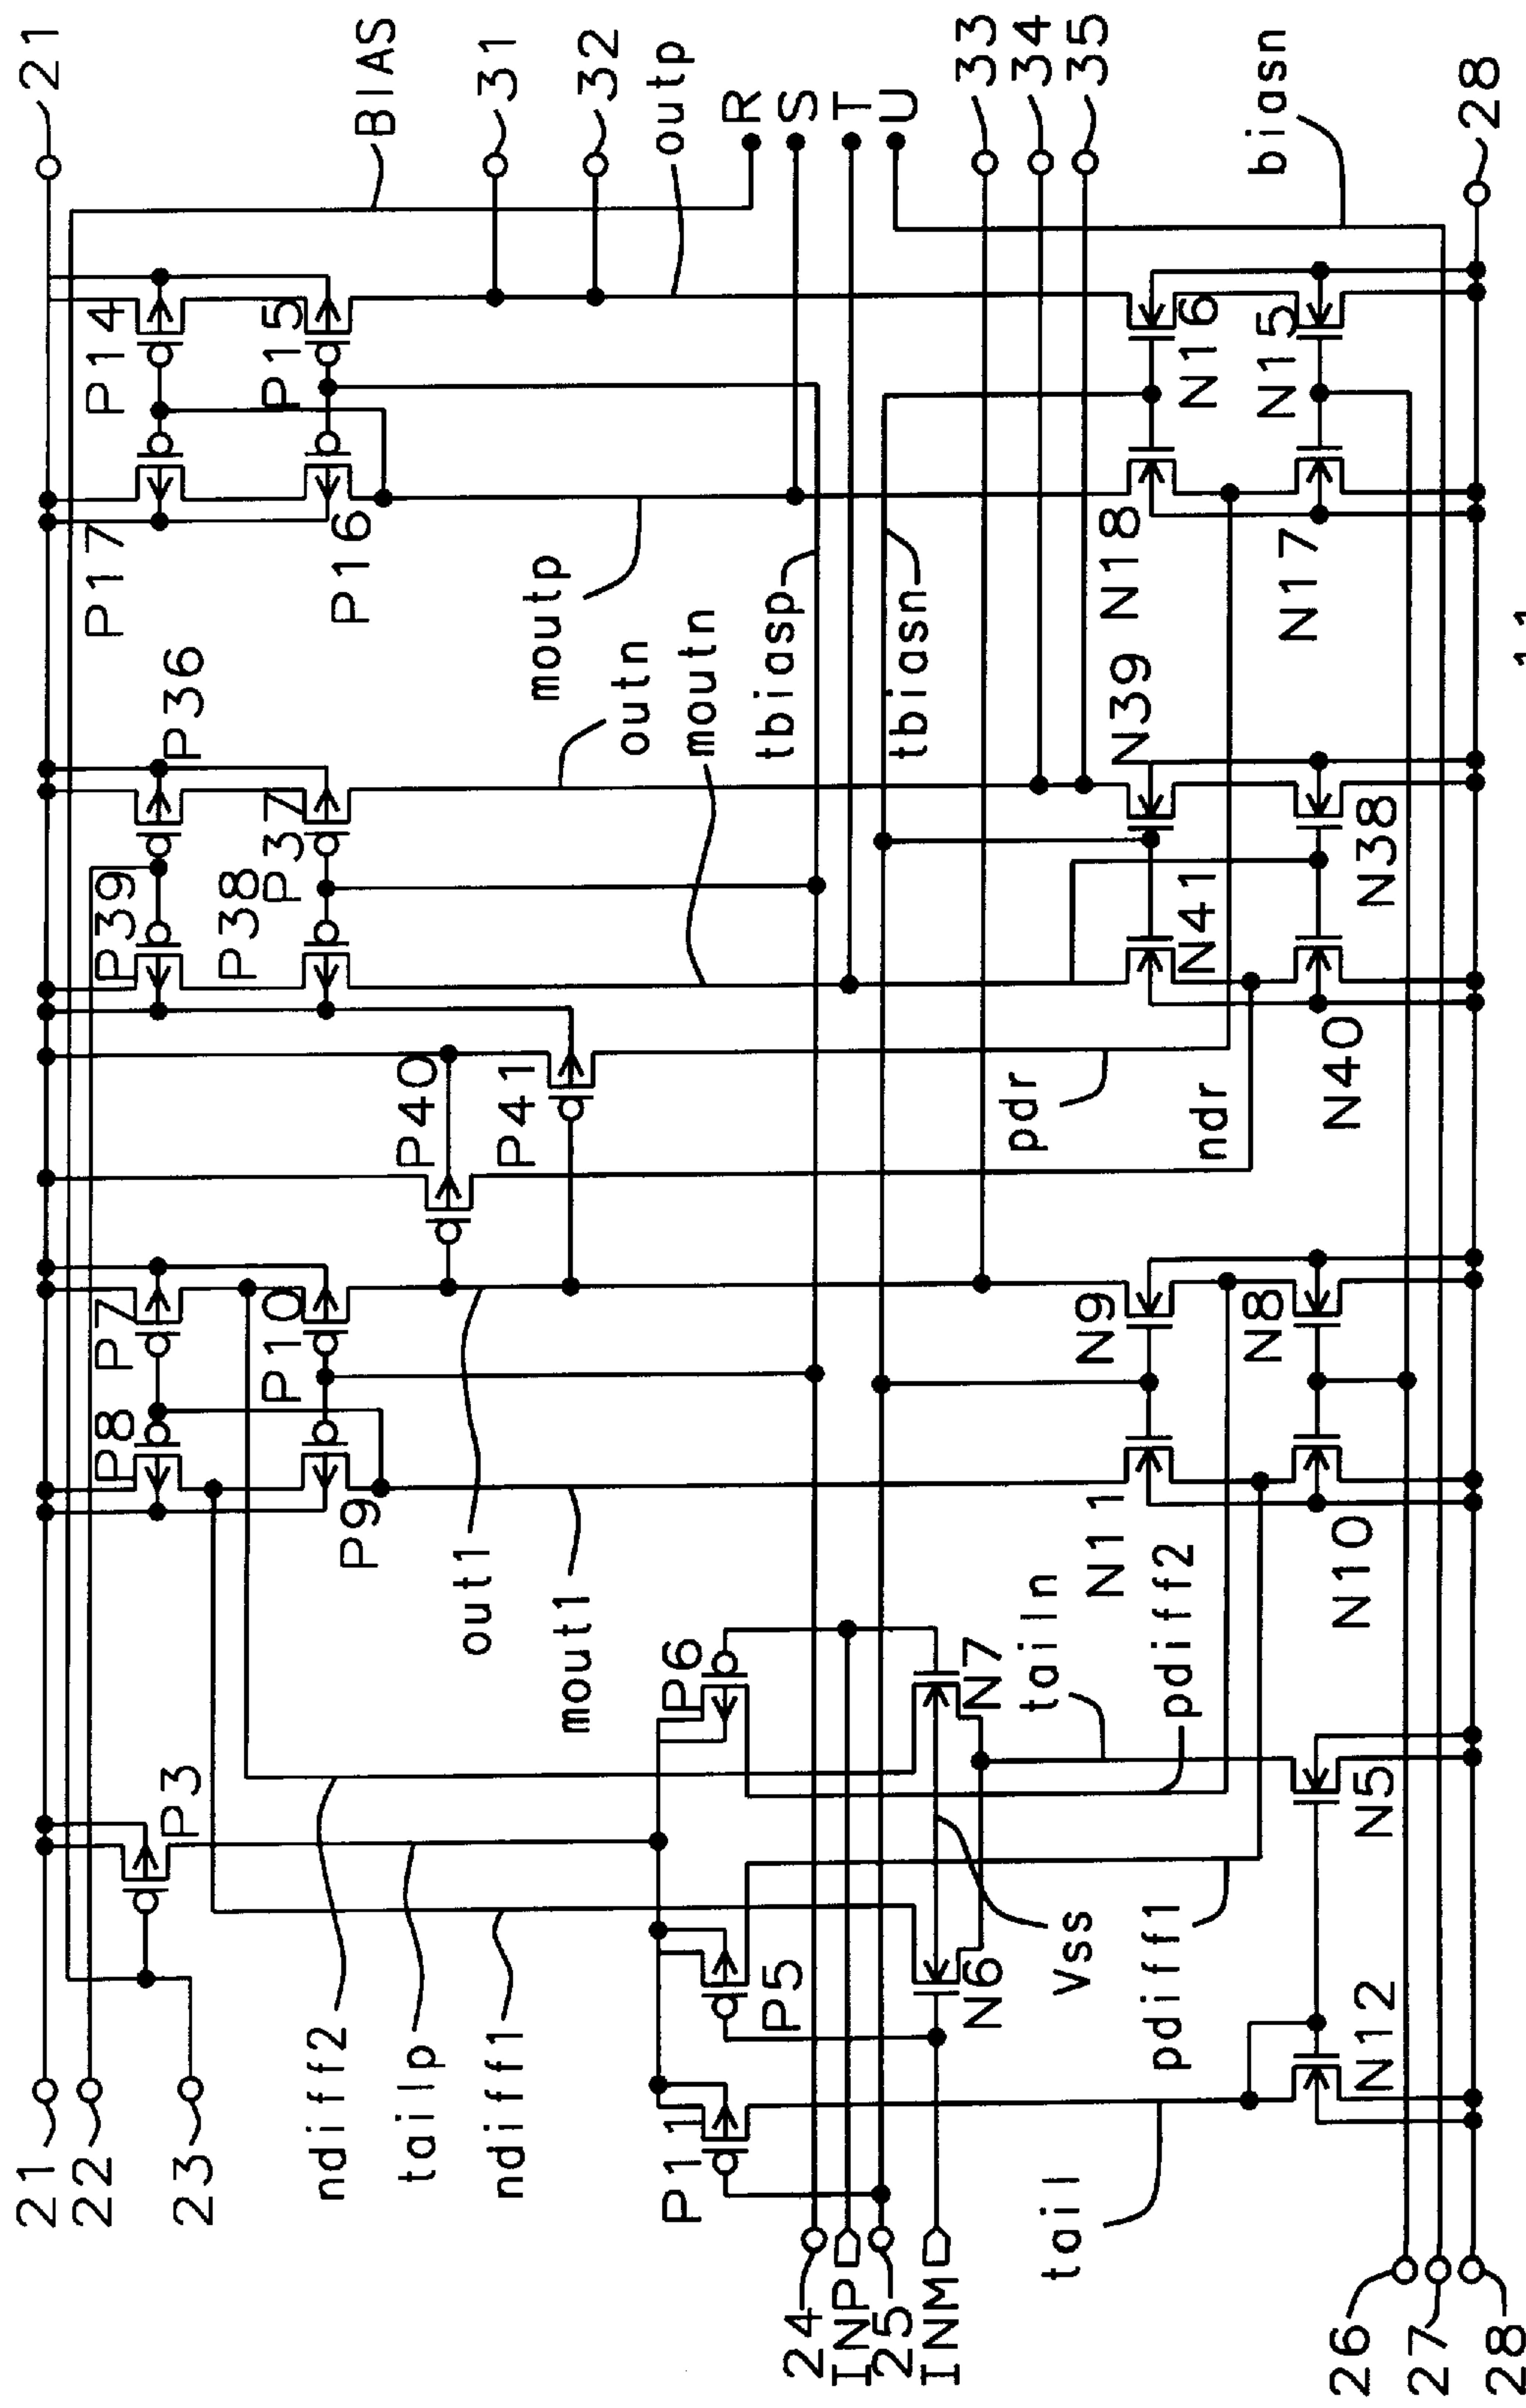 21
BIAS
31
32
outp
R
S
T
U
33
34
35
biasn
28
P14
P15
P17
P16
N16
N15
N18
N17
moutp
outn
moutn
tbiasp
tbiasn
P36
P37
P39
P38
N39
N38
N41
N40
P40
P41
pdr
ndr
P7
P10
P8
P9
N9
N8
N11
N10
out1
mout1
P3
P6
N7
tailn
pdiff2
N5
P5
N6
Vss
pdiff1
N12
P11
tail
ndiff2
tailp
ndiff1
21
22
23
24
INP
25
INM
26
27
28